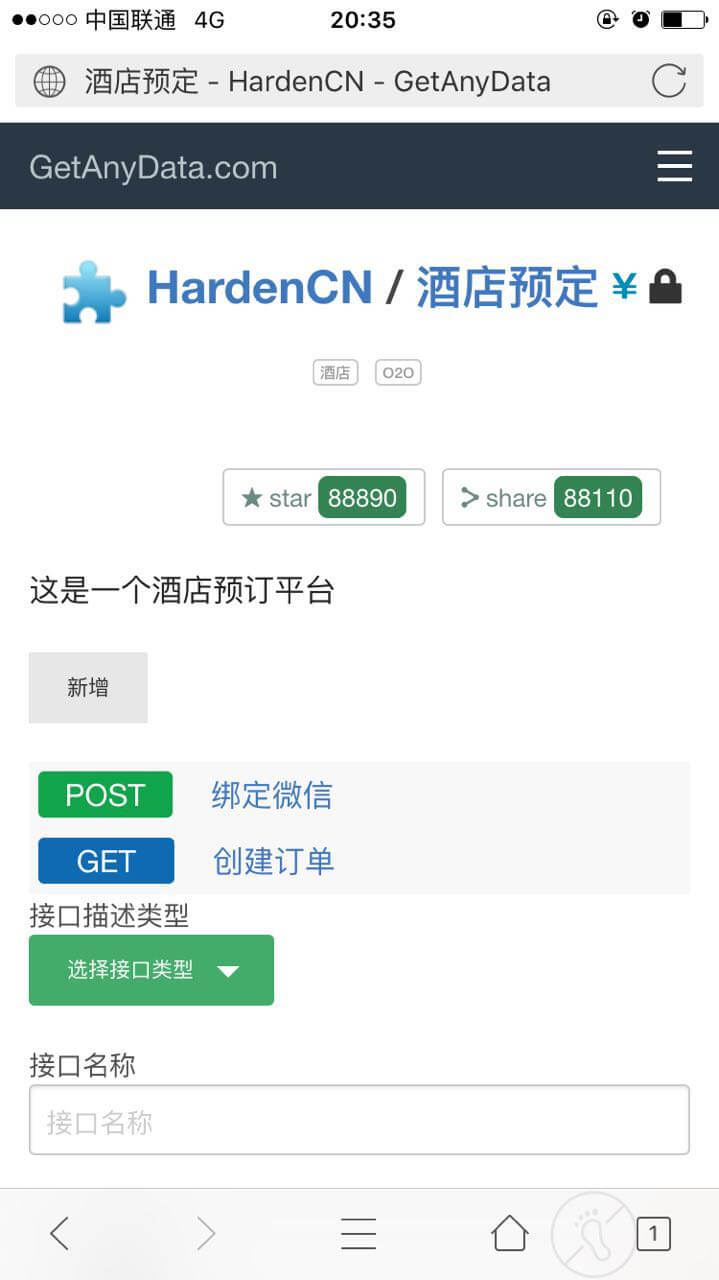 中国联通 4G 20:35
酒店预定 - HardenCN - GetAnyData
GetAnyData.com
HardenCN / 酒店预定 ¥
酒店 O2O
star 88890 share 88110
这是一个酒店预订平台
新增
POST 绑定微信
GET 创建订单
接口描述类型
选择接口类型
接口名称
接口名称
1